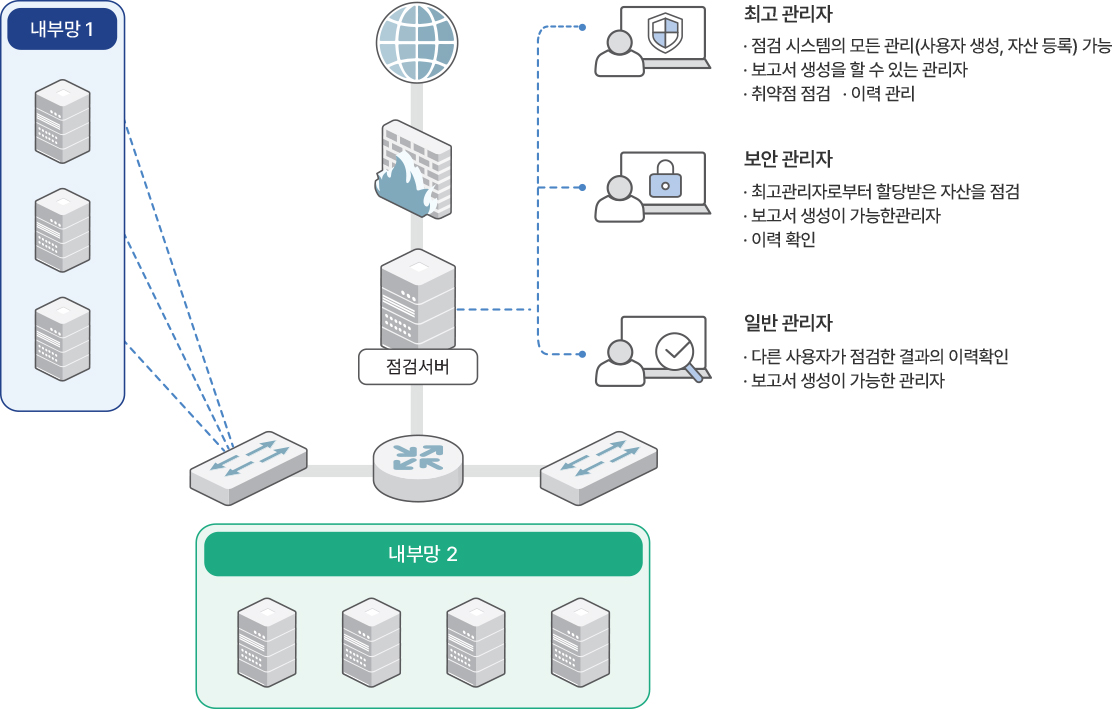 내부망 1
최고 관리자
· 점검 시스템의 모든 관리(사용자 생성, 자산 등록) 가능
· 보고서 생성을 할 수 있는 관리자
· 취약점 점검 · 이력 관리
보안 관리자
· 최고관리자로부터 할당받은 자산을 점검
· 보고서 생성이 가능한관리자
· 이력 확인
점검서버
일반 관리자
· 다른 사용자가 점검한 결과의 이력확인
· 보고서 생성이 가능한 관리자
내부망 2